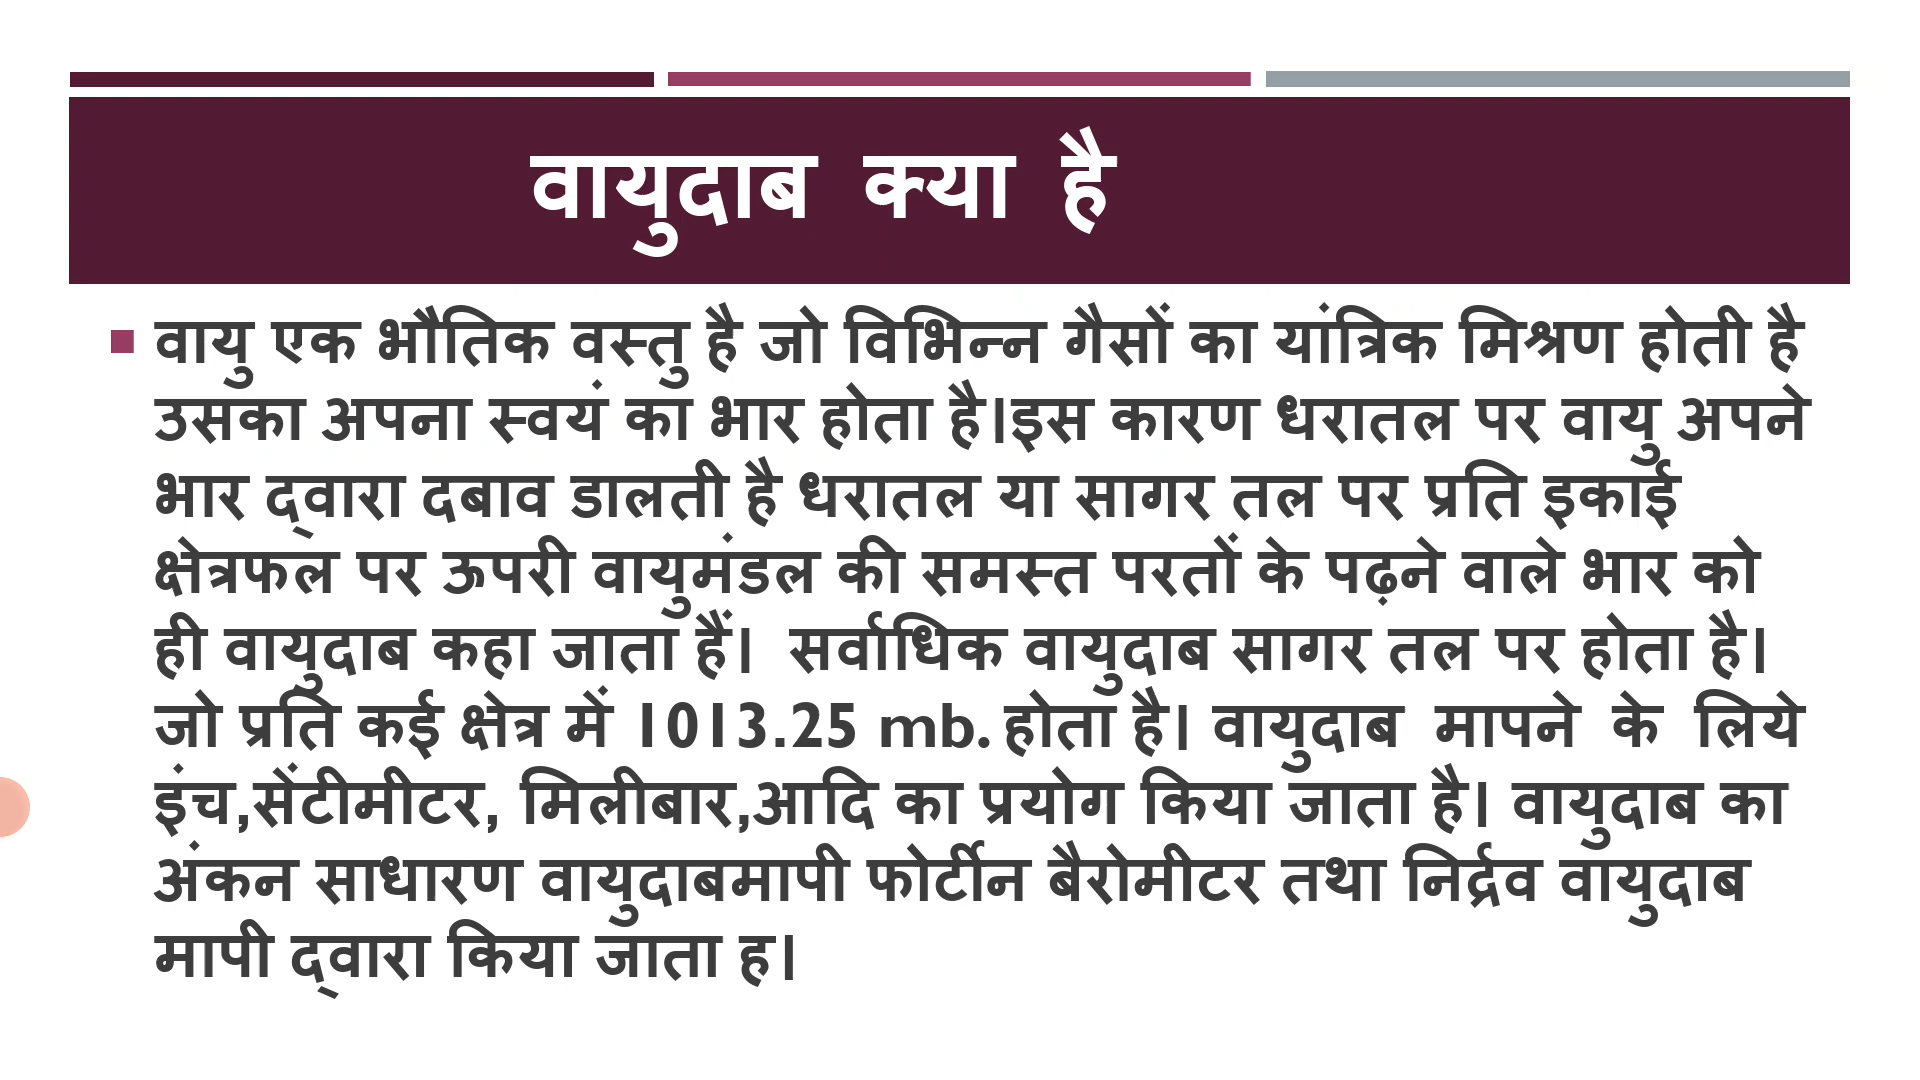 वायुदाब क्या है
वायु एक भौतिक वस्तु है जो विभिन्न गैसों का यांत्रिक मिश्रण होती है
उसका अपना स्वयं का भार होता है।इस कारण धरातल पर वायु अपने
भार द्वारा दबाव डालती है धरातल या सागर तल पर प्रति इकाई
क्षेत्रफल पर ऊपरी वायुमंडल की समस्त परतों के पढ़ने वाले भार को
ही वायुदाब कहा जाता हैं। सर्वाधिक वायुदाब सागर तल पर होता है।
जो प्रति कई क्षेत्र में 1013.25 mb. होता है। वायुदाब मापने के लिये
इंच,सेंटीमीटर, मिलीबार,आदि का प्रयोग किया जाता है। वायुदाब का
अंकन साधारण वायुदाबमापी फोर्टीन बैरोमीटर तथा निर्द्रव वायुदाब
मापी द्वारा किया जाता ह।